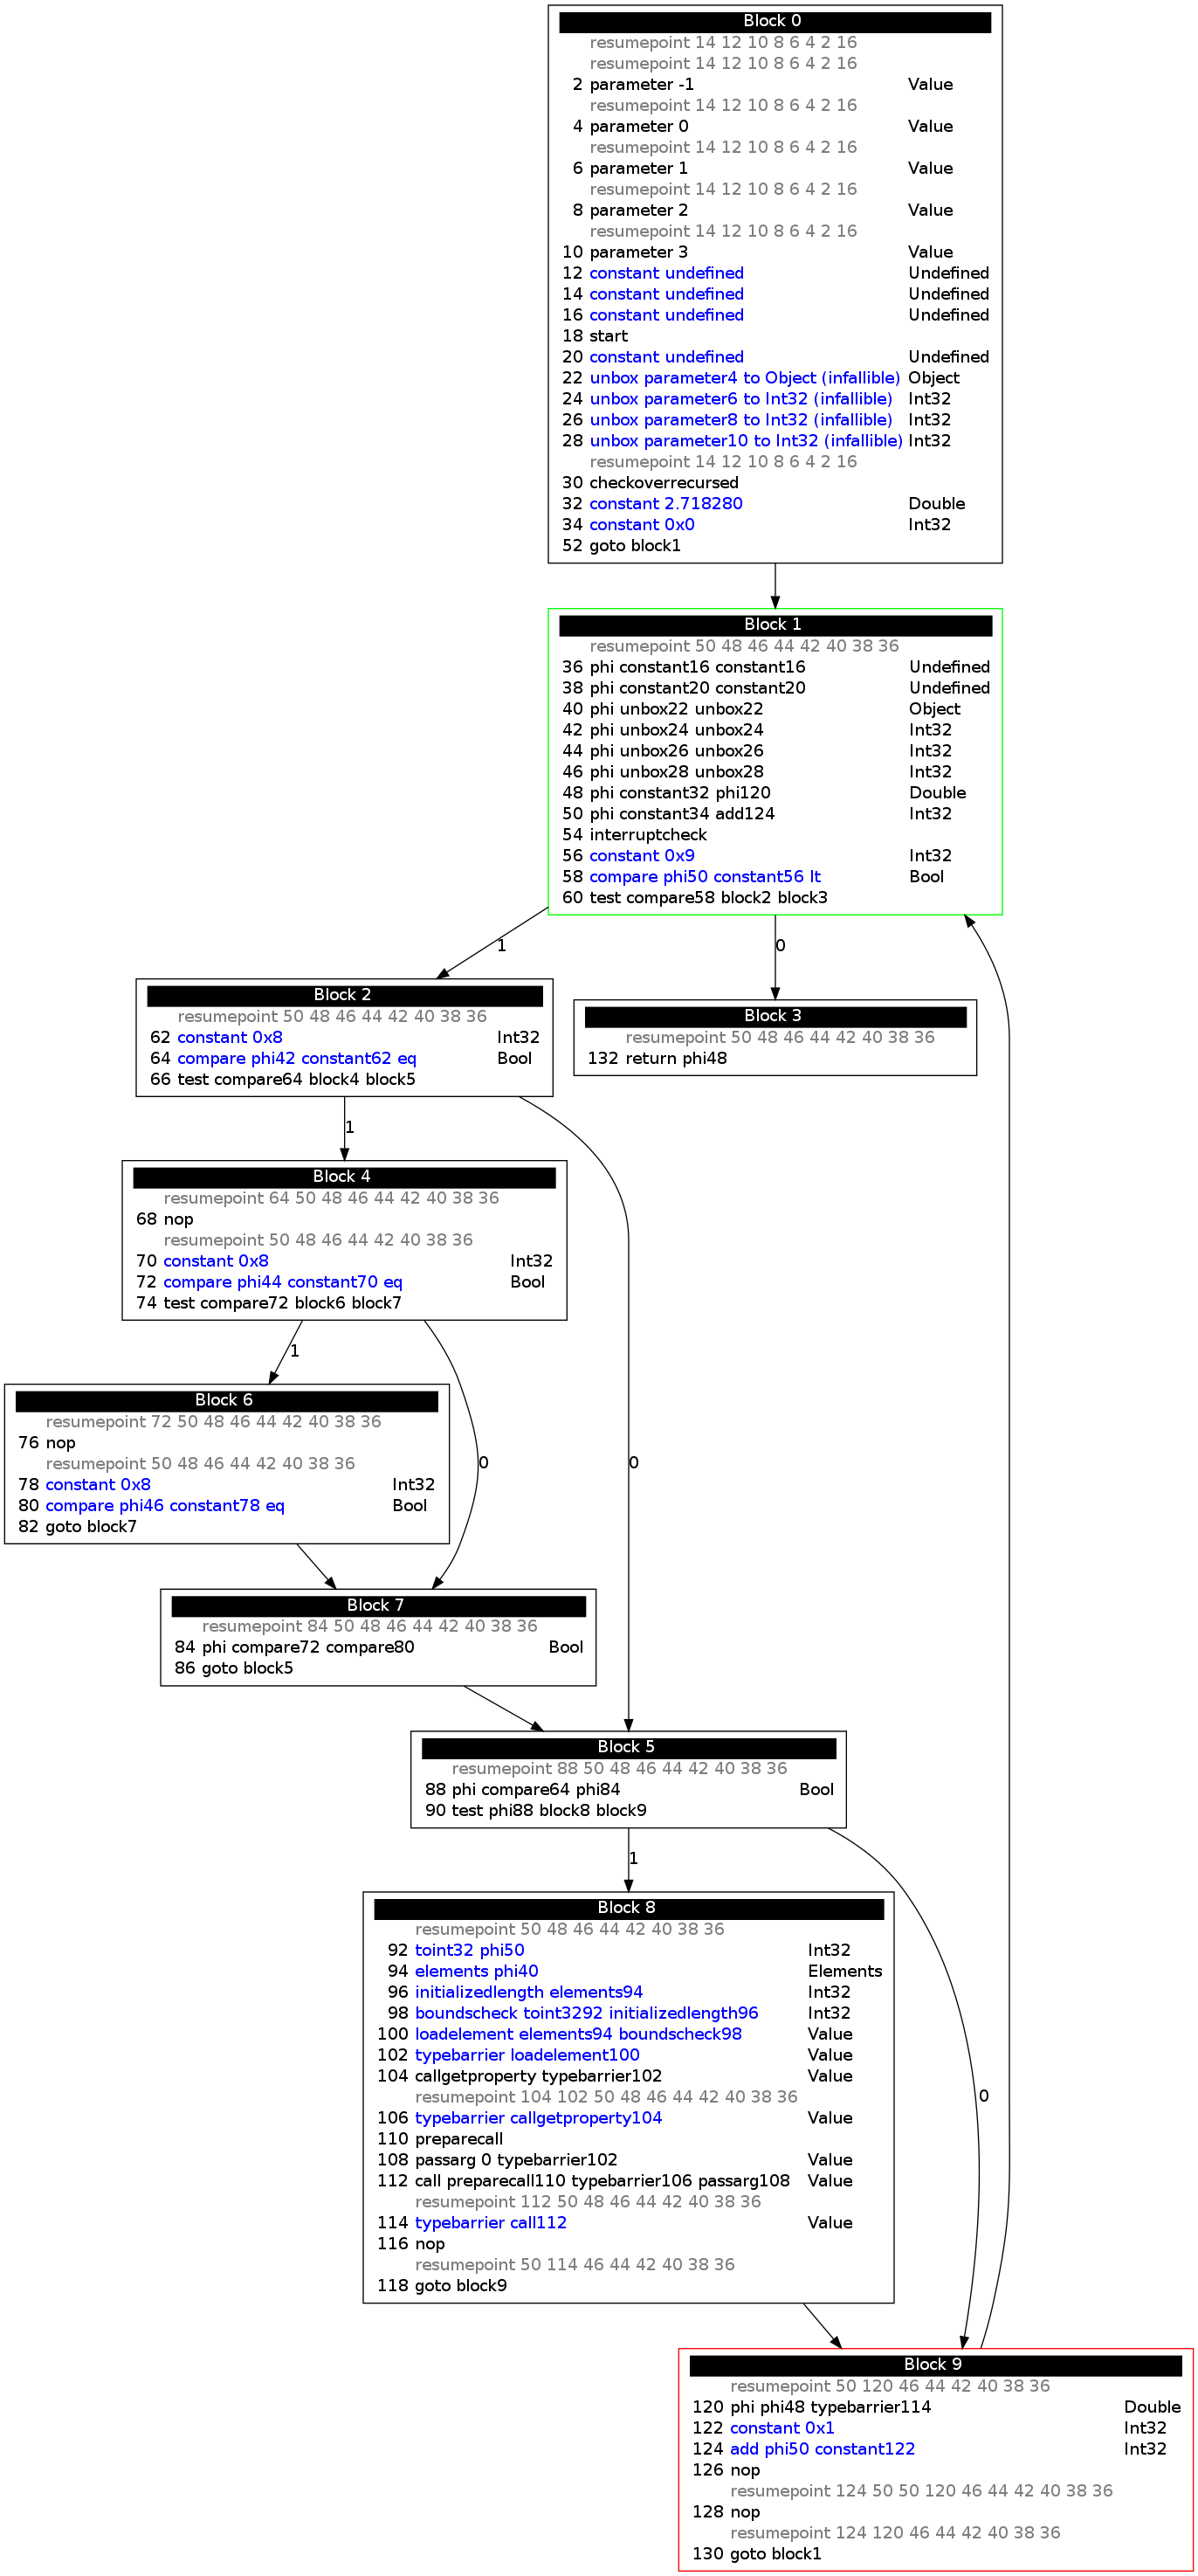 Block 0
resumepoint 14 12 10 8 6 4 2 16
resumepoint 14 12 10 8 6 4 2 16
2 parameter -1 Value
resumepoint 14 12 10 8 6 4 2 16
4 parameter 0 Value
resumepoint 14 12 10 8 6 4 2 16
6 parameter 1 Value
resumepoint 14 12 10 8 6 4 2 16
8 parameter 2 Value
resumepoint 14 12 10 8 6 4 2 16
10 parameter 3 Value
12 constant undefined Undefined
14 constant undefined Undefined
16 constant undefined Undefined
18 start
20 constant undefined Undefined
22 unbox parameter4 to Object (infallible) Object
24 unbox parameter6 to Int32 (infallible) Int32
26 unbox parameter8 to Int32 (infallible) Int32
28 unbox parameter10 to Int32 (infallible) Int32
resumepoint 14 12 10 8 6 4 2 16
30 checkoverrecursed
32 constant 2.718280 Double
34 constant 0x0 Int32
52 goto block1
Block 1
resumepoint 50 48 46 44 42 40 38 36
36 phi constant16 constant16 Undefined
38 phi constant20 constant20 Undefined
40 phi unbox22 unbox22 Object
42 phi unbox24 unbox24 Int32
44 phi unbox26 unbox26 Int32
46 phi unbox28 unbox28 Int32
48 phi constant32 phi120 Double
50 phi constant34 add124 Int32
54 interruptcheck
56 constant 0x9 Int32
58 compare phi50 constant56 lt Bool
60 test compare58 block2 block3
1
0
Block 2
resumepoint 50 48 46 44 42 40 38 36
62 constant 0x8 Int32
64 compare phi42 constant62 eq Bool
66 test compare64 block4 block5
Block 3
resumepoint 50 48 46 44 42 40 38 36
132 return phi48
1
Block 4
resumepoint 64 50 48 46 44 42 40 38 36
68 nop
resumepoint 50 48 46 44 42 40 38 36
70 constant 0x8 Int32
72 compare phi44 constant70 eq Bool
74 test compare72 block6 block7
1
Block 6
resumepoint 72 50 48 46 44 42 40 38 36
76 nop
resumepoint 50 48 46 44 42 40 38 36
78 constant 0x8 Int32
80 compare phi46 constant78 eq Bool
82 goto block7
0
0
Block 7
resumepoint 84 50 48 46 44 42 40 38 36
84 phi compare72 compare80 Bool
86 goto block5
Block 5
resumepoint 88 50 48 46 44 42 40 38 36
88 phi compare64 phi84 Bool
90 test phi88 block8 block9
1
Block 8
resumepoint 50 48 46 44 42 40 38 36
92 toint32 phi50 Int32
94 elements phi40 Elements
96 initializedlength elements94 Int32
98 boundscheck toint3292 initializedlength96 Int32
100 loadelement elements94 boundscheck98 Value
102 typebarrier loadelement100 Value
104 callgetproperty typebarrier102 Value
resumepoint 104 102 50 48 46 44 42 40 38 36
106 typebarrier callgetproperty104 Value
110 preparecall
108 passarg 0 typebarrier102 Value
112 call preparecall110 typebarrier106 passarg108 Value
resumepoint 112 50 48 46 44 42 40 38 36
114 typebarrier call112 Value
116 nop
resumepoint 50 114 46 44 42 40 38 36
118 goto block9
0
Block 9
resumepoint 50 120 46 44 42 40 38 36
120 phi phi48 typebarrier114 Double
122 constant 0x1 Int32
124 add phi50 constant122 Int32
126 nop
resumepoint 124 50 50 120 46 44 42 40 38 36
128 nop
resumepoint 124 120 46 44 42 40 38 36
130 goto block1